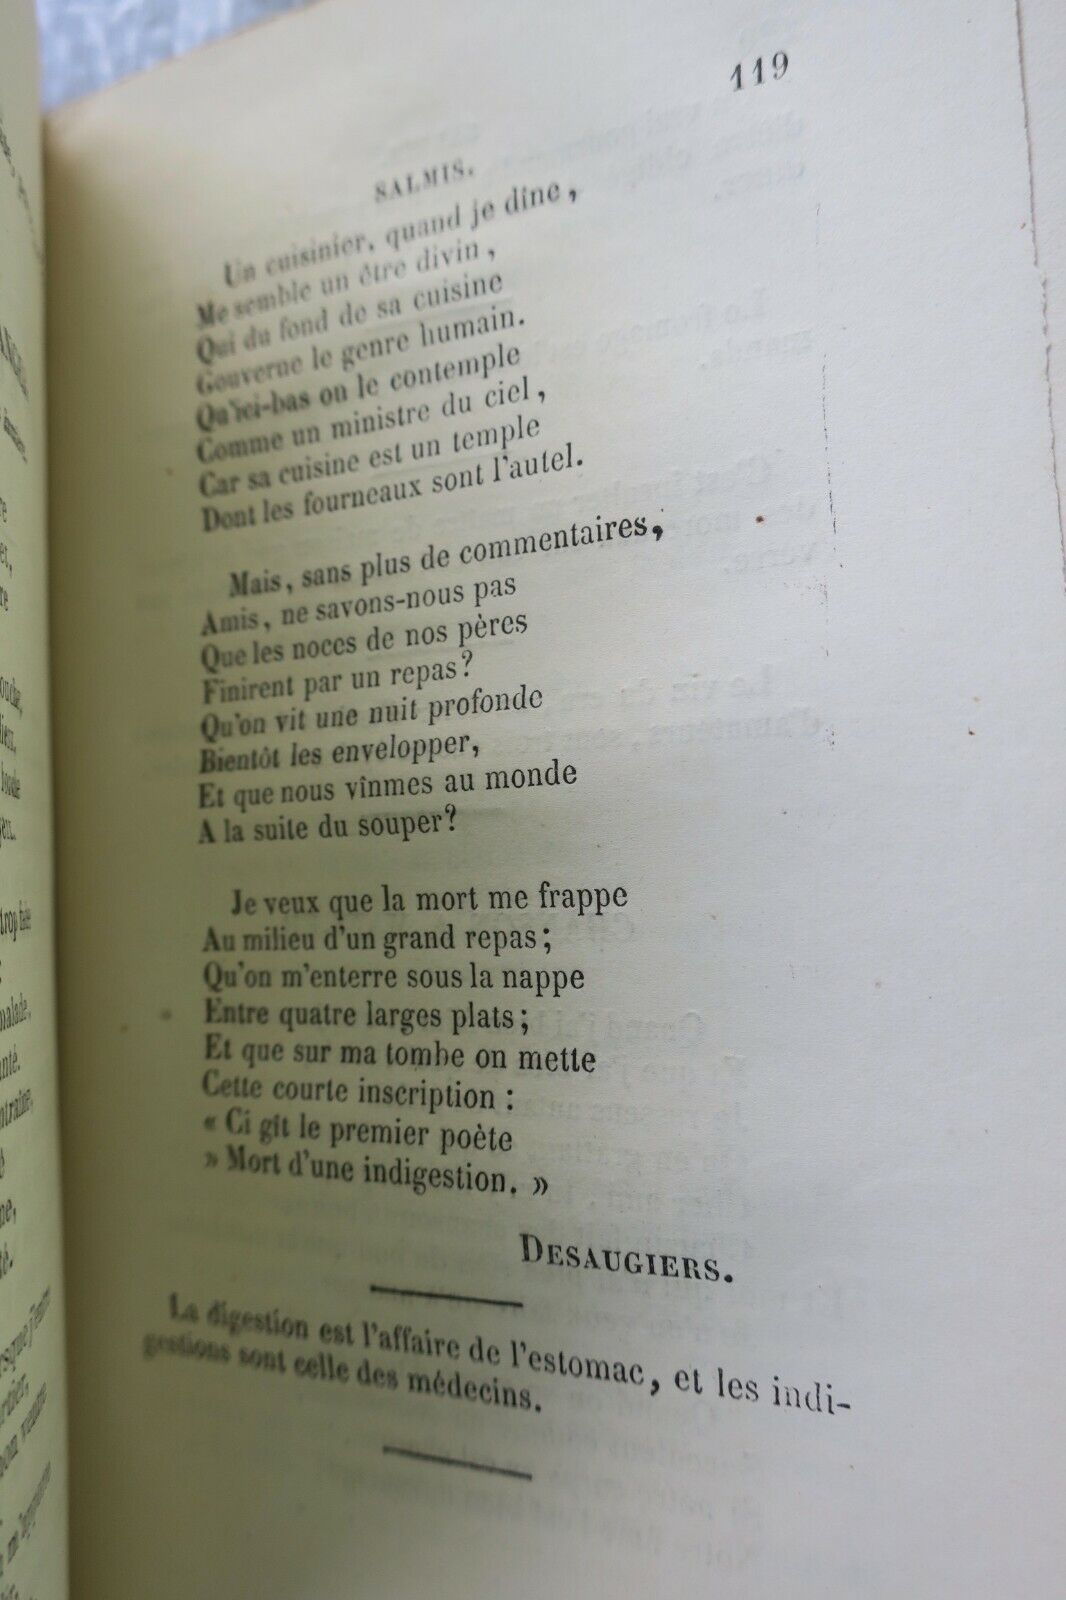 119
SALMIS.
Un cuisinier, quand je dîne,
Me semble un être divin,
Qui du fond de sa cuisine
Gouverne le genre humain.
Qu'ici-bas on le contemple
Comme un ministre du ciel,
Car sa cuisine est un temple
Dont les fourneaux sont l'autel.
Mais, sans plus de commentaires,
Amis, ne savons-nous pas
Que les noces de nos pères
Finirent par un repas?
Qu'on vit une nuit profonde
Bientôt les envelopper,
Et que nous vînmes au monde
A la suite du souper?
Je veux que la mort me frappe
Au milieu d'un grand repas;
Qu'on m'enterre sous la nappe
Entre quatre larges plats;
Et que sur ma tombe on mette
Cette courte inscription :
« Ci gît le premier poète
» Mort d'une indigestion. »
DESAUGIERS.
La digestion est l'affaire de l'estomac, et les indi-
gestions sont celle des médecins.